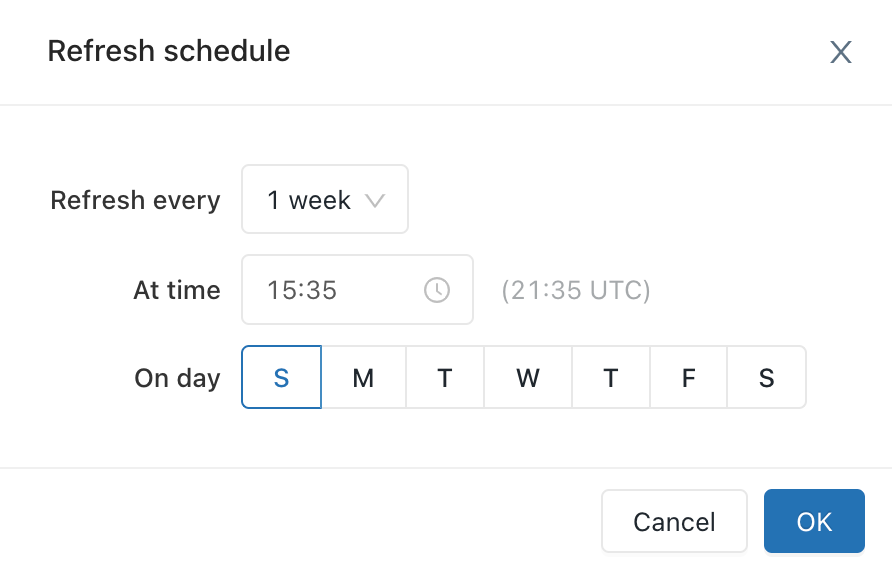 Refresh schedule X
Refresh every 1 week
At time 15:35 (21:35 UTC)
On day S M T W T F S
Cancel OK